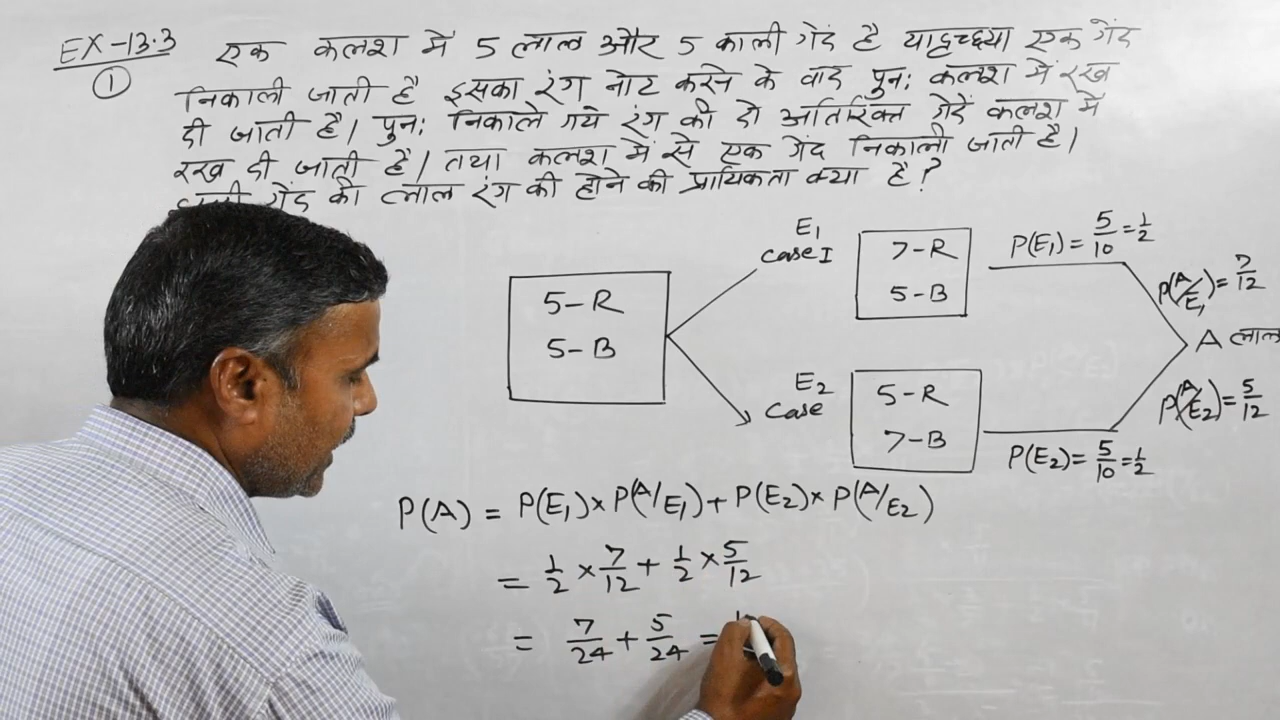 EX-13.3
①
एक कलश में 5 लाल और 5 काली गेंद है यादृच्छया एक गेंद
निकाली जाती है इसका रंग नोट करने के बाद पुनः कलश में रख
दी जाती है। पुनः निकाले गये रंग की दो अतिरिक्त गेंदें कलश में
रख दी जाती है। तथा कलश में से एक गेंद निकाली जाती है।
गेंद की लाल रंग की होने की प्रायिकता क्या है?
5-R
5-B
E₁
Case I
7-R
5-B
P(E₁) = 5/10 = 1/2
P(A/E₁) = 7/12
A लाल
E₂
Case
5-R
7-B
P(E₂) = 5/10 = 1/2
P(A/E₂) = 5/12
P(A) = P(E₁) × P(A/E₁) + P(E₂) × P(A/E₂)
= 1/2 × 7/12 + 1/2 × 5/12
= 7/24 + 5/24 =